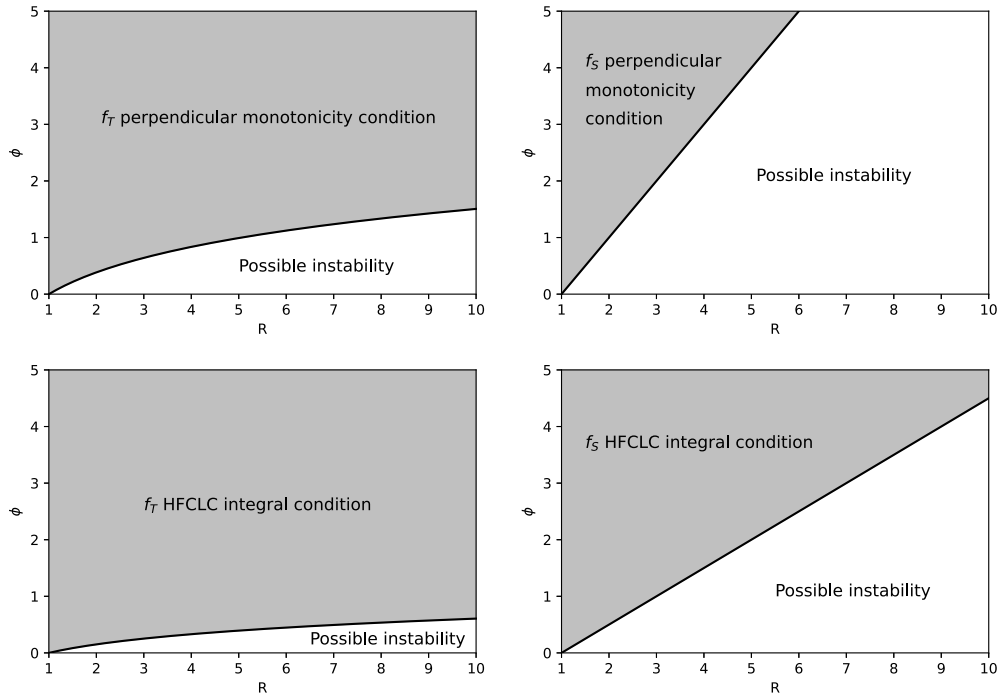 5
4
3
2
1
0
ϕ
f_T perpendicular monotonicity condition
Possible instability
1 2 3 4 5 6 7 8 9 10
R
5
4
3
2
1
0
ϕ
f_S perpendicular
monotonicity
condition
Possible instability
1 2 3 4 5 6 7 8 9 10
R
5
4
3
2
1
0
ϕ
f_T HFCLC integral condition
Possible instability
1 2 3 4 5 6 7 8 9 10
R
5
4
3
2
1
0
ϕ
f_S HFCLC integral condition
Possible instability
1 2 3 4 5 6 7 8 9 10
R